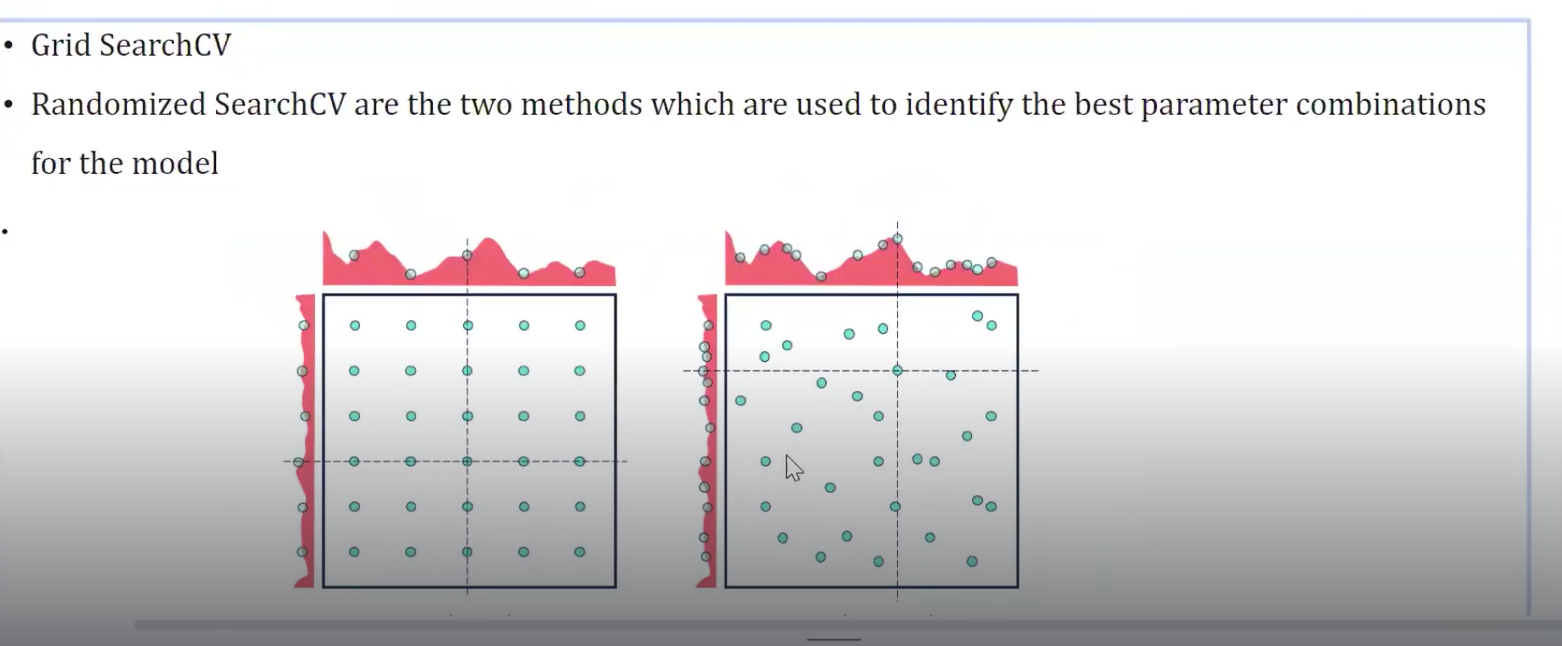 • Grid SearchCV
• Randomized SearchCV are the two methods which are used to identify the best parameter combinations
for the model
•